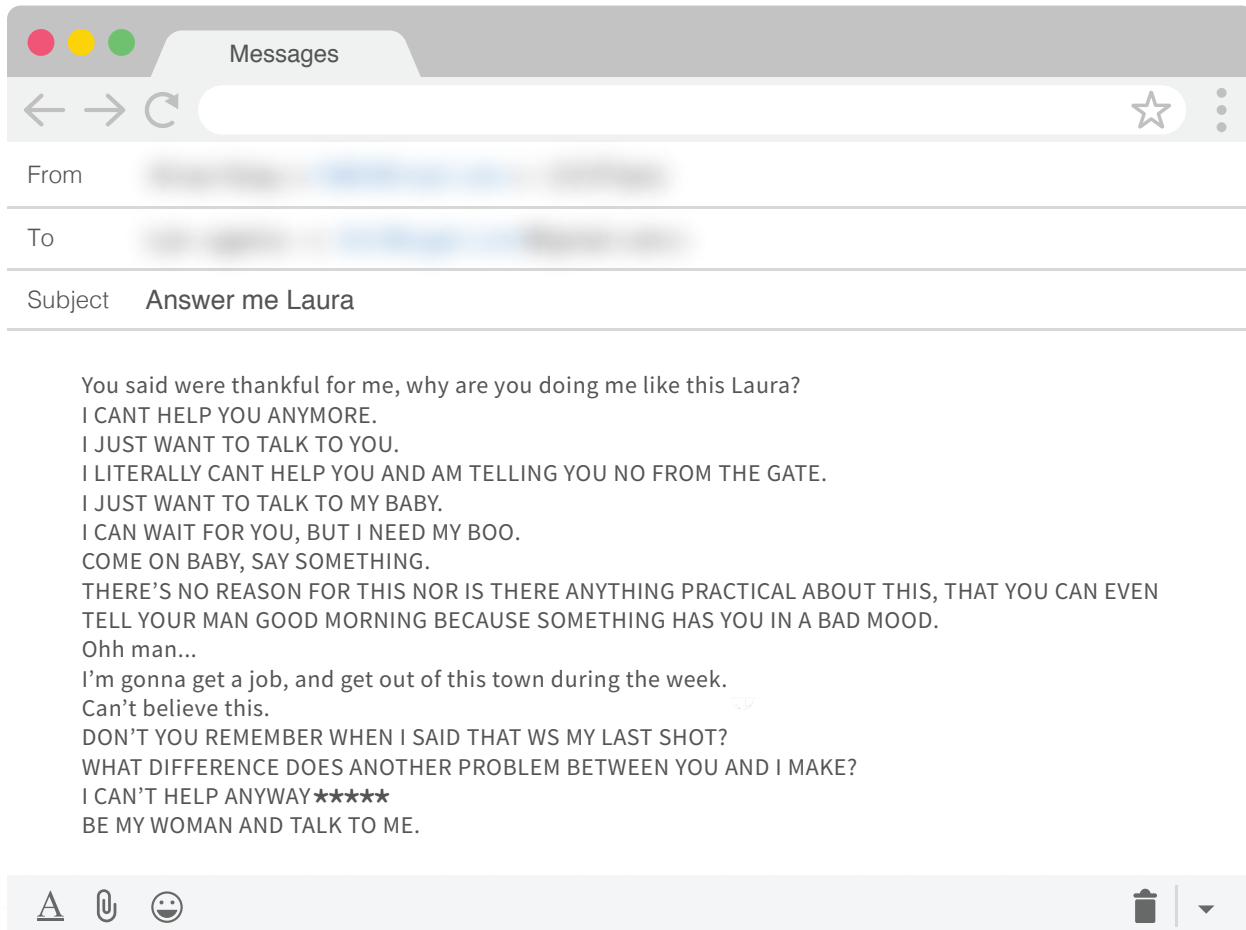 Messages
From
To
Subject Answer me Laura
You said were thankful for me, why are you doing me like this Laura?
I CANT HELP YOU ANYMORE.
I JUST WANT TO TALK TO YOU.
I LITERALLY CANT HELP YOU AND AM TELLING YOU NO FROM THE GATE.
I JUST WANT TO TALK TO MY BABY.
I CAN WAIT FOR YOU, BUT I NEED MY BOO.
COME ON BABY, SAY SOMETHING.
THERE’S NO REASON FOR THIS NOR IS THERE ANYTHING PRACTICAL ABOUT THIS, THAT YOU CAN EVEN
TELL YOUR MAN GOOD MORNING BECAUSE SOMETHING HAS YOU IN A BAD MOOD.
Ohh man...
I’m gonna get a job, and get out of this town during the week.
Can’t believe this.
DON’T YOU REMEMBER WHEN I SAID THAT WS MY LAST SHOT?
WHAT DIFFERENCE DOES ANOTHER PROBLEM BETWEEN YOU AND I MAKE?
I CAN’T HELP ANYWAY*****
BE MY WOMAN AND TALK TO ME.
A